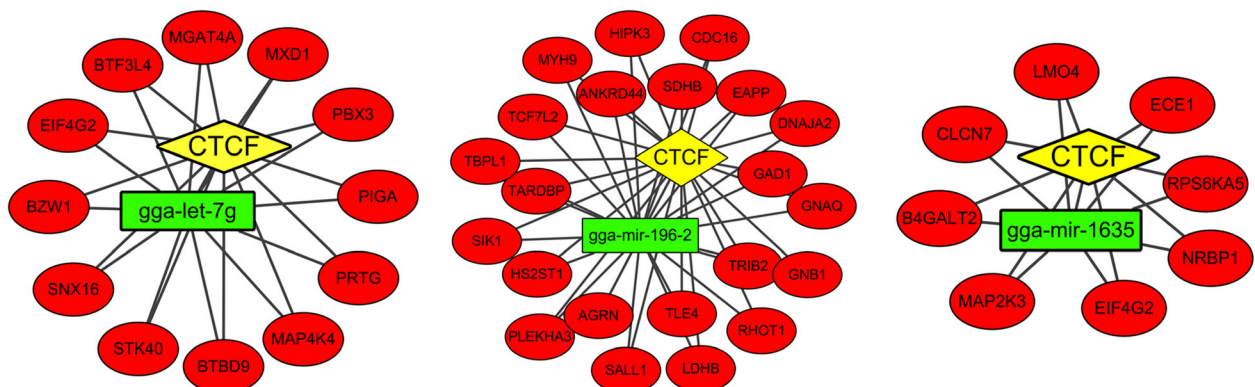 MGAT4A
MXD1
BTF3L4
PBX3
EIF4G2
CTCF
PIGA
BZW1
gga-let-7g
PRTG
SNX16
MAP4K4
STK40
BTBD9
HIPK3
CDC16
MYH9
SDHB
ANKRD44
EAPP
TCF7L2
DNAJA2
CTCF
TBPL1
GAD1
TARDBP
GNAQ
gga-mir-196-2
SIK1
TRIB2
HS2ST1
GNB1
AGRN
TLE4
PLEKHA3
RHOT1
SALL1
LDHB
LMO4
ECE1
CLCN7
CTCF
RPS6KA5
B4GALT2
gga-mir-1635
NRBP1
MAP2K3
EIF4G2